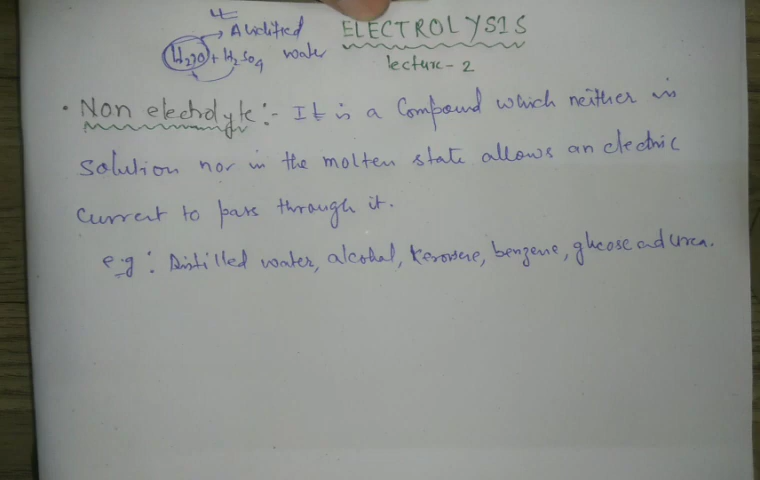 ELECTROLYSIS
lecture - 2
Acidified
H2O + H2SO4 water
• Non electrolyte :- It is a Compound which neither in
solution nor in the molten state allows an electric
current to pass through it.
e.g : Distilled water, alcohol, Kerosene, benzene, glucose and Urea.